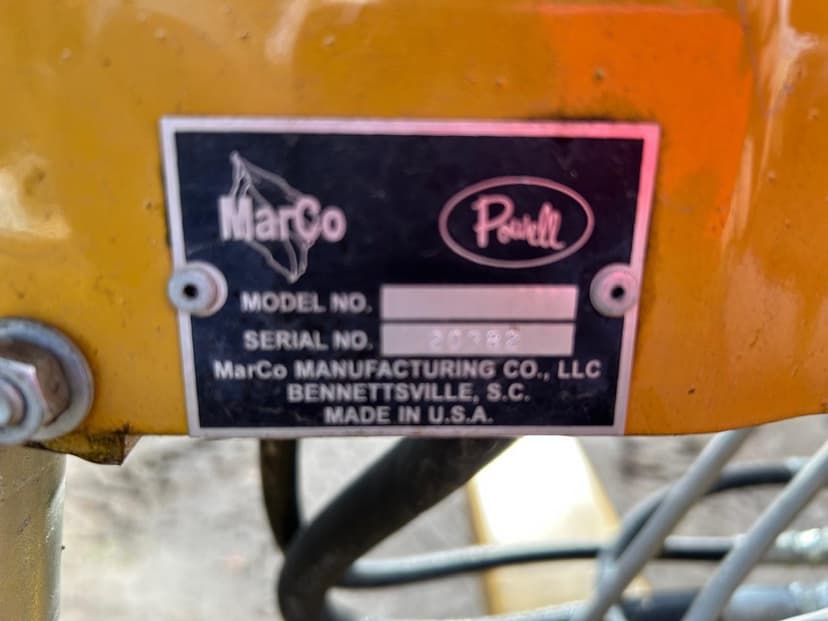 MarCo
Powell
MODEL NO.
SERIAL NO.
MarCo MANUFACTURING CO., LLC
BENNETTSVILLE, S.C.
MADE IN U.S.A.